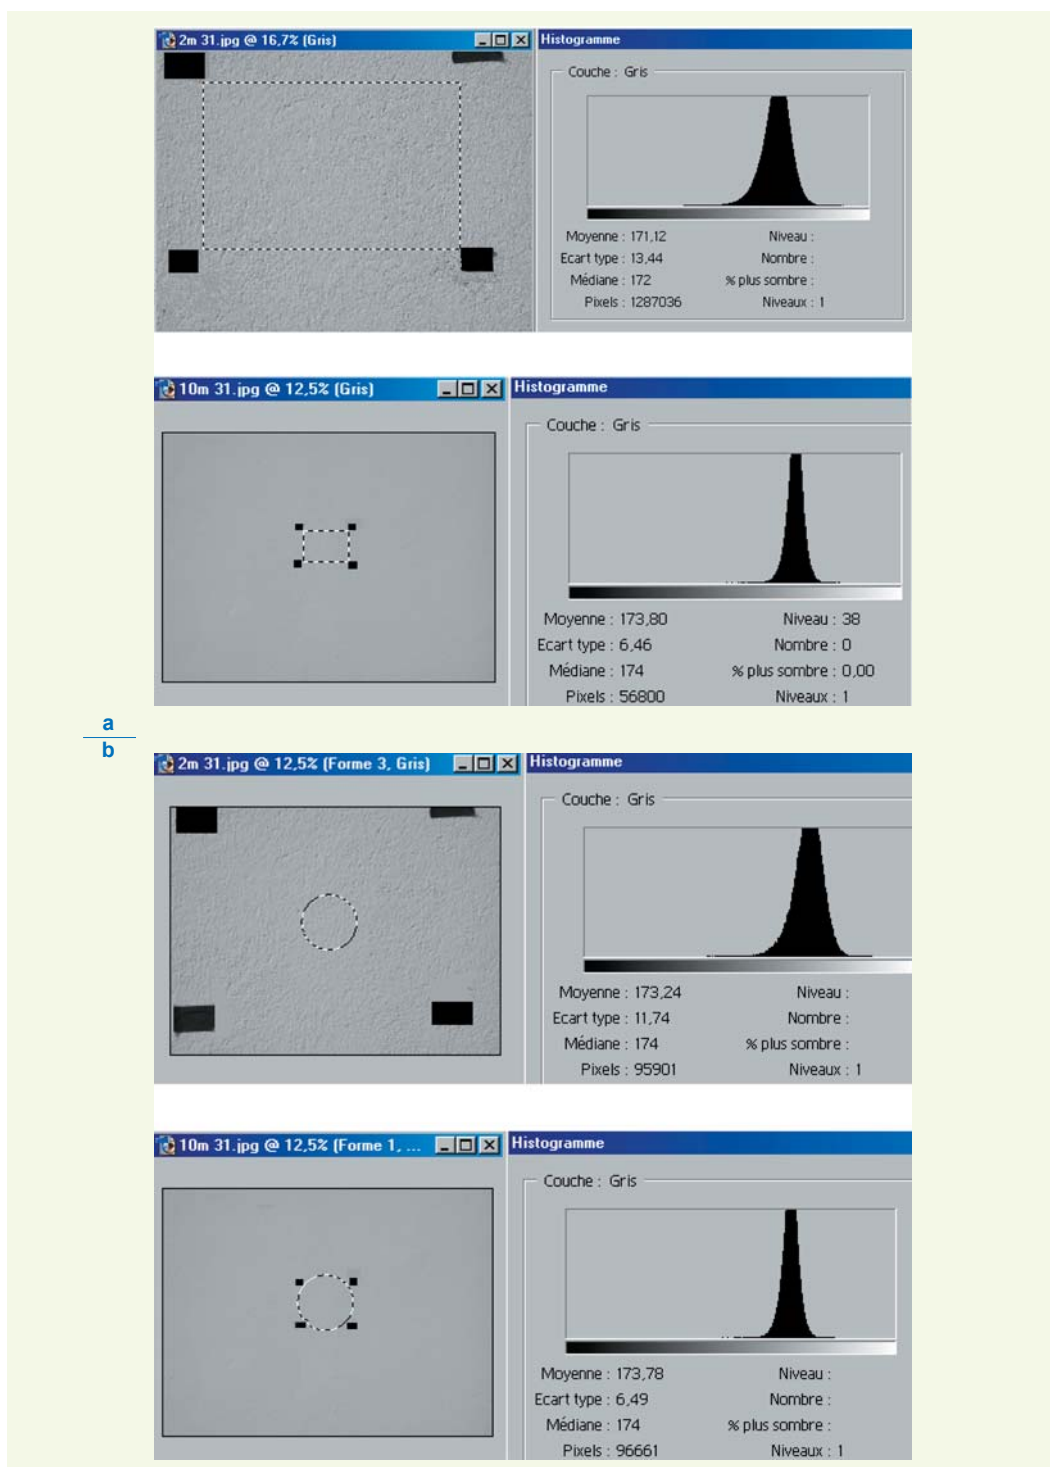 2m 31.jpg @ 16,7% (Gris)
Histogramme
Couche : Gris
Moyenne : 171,12
Niveau :
Ecart type : 13,44
Nombre :
Médiane : 172
% plus sombre :
Pixels : 1287036
Niveaux : 1
10m 31.jpg @ 12,5% (Gris)
Histogramme
Couche : Gris
Moyenne : 173,80
Niveau : 38
Ecart type : 6,46
Nombre : 0
Médiane : 174
% plus sombre : 0,00
Pixels : 56800
Niveaux : 1
a
b
2m 31.jpg @ 12,5% (Forme 3, Gris)
Histogramme
Couche : Gris
Moyenne : 173,24
Niveau :
Ecart type : 11,74
Nombre :
Médiane : 174
% plus sombre :
Pixels : 95901
Niveaux : 1
10m 31.jpg @ 12,5% (Forme 1, ...
Histogramme
Couche : Gris
Moyenne : 173,78
Niveau :
Ecart type : 6,49
Nombre :
Médiane : 174
% plus sombre :
Pixels : 96661
Niveaux : 1